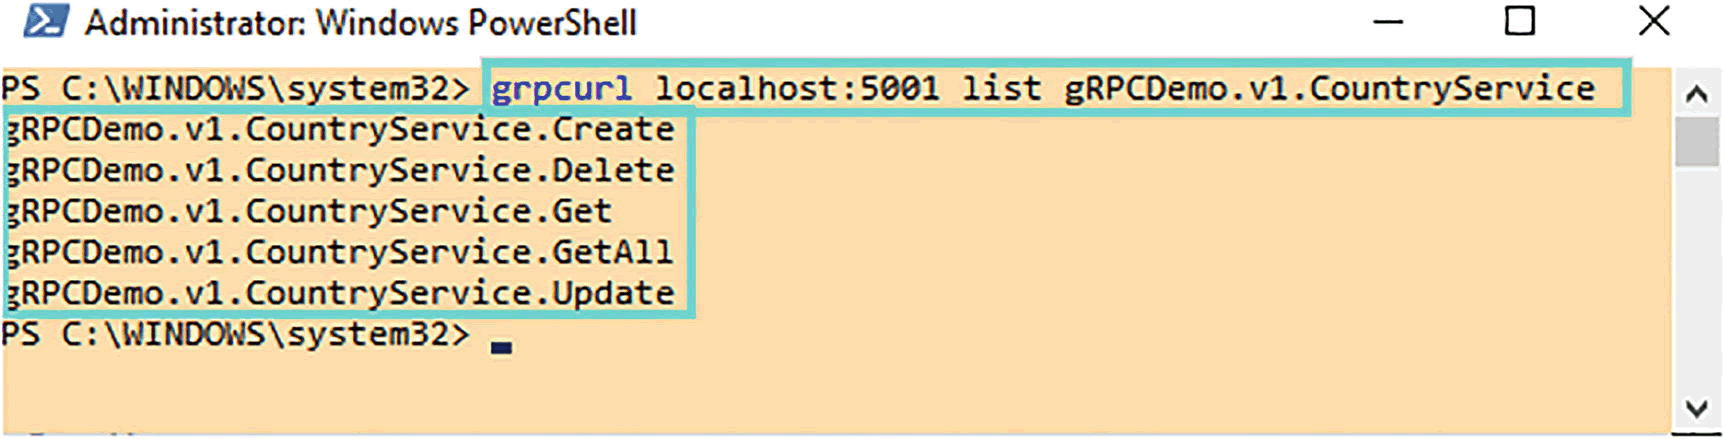 Administrator: Windows PowerShell
PS C:\WINDOWS\system32> grpcurl localhost:5001 list gRPCDemo.v1.CountryService
gRPCDemo.v1.CountryService.Create
gRPCDemo.v1.CountryService.Delete
gRPCDemo.v1.CountryService.Get
gRPCDemo.v1.CountryService.GetAll
gRPCDemo.v1.CountryService.Update
PS C:\WINDOWS\system32>